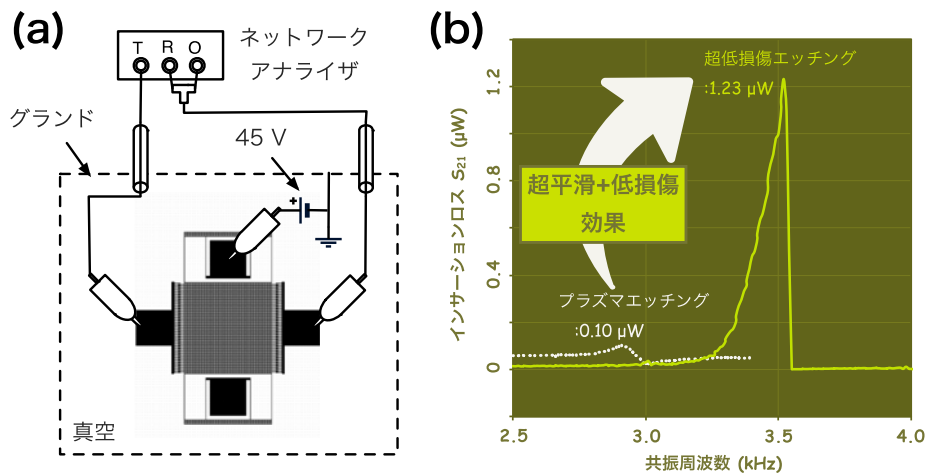 (a)
T R O
ネットワーク
アナライザ
グランド
45 V
+
真空
(b)
インサーションロス S21 (μW)
1.2
0.8
0.4
0
超低損傷エッチング
:1.23 μW
超平滑+低損傷
効果
プラズマエッチング
:0.10 μW
2.5 3.0 3.5 4.0
共振周波数 (kHz)